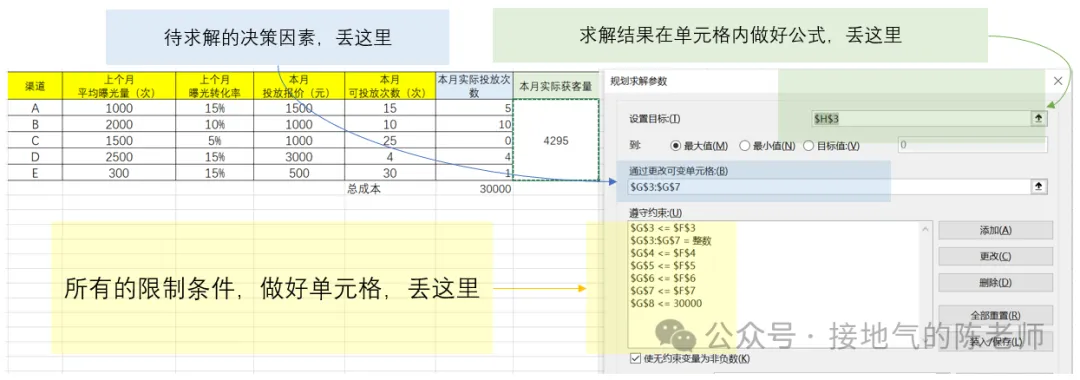 待求解的决策因素，丢这里
求解结果在单元格内做好公式，丢这里
渠道 上个月平均曝光量（次） 上个月曝光转化率 本月投放报价（元） 本月可投放次数（次） 本月实际投放次数 本月实际获客量
A 1000 15% 1500 15 5
B 2000 10% 1000 10 10
C 1500 5% 1000 25 0
D 2500 15% 3000 4 4
E 300 15% 500 30 1
4295
总成本 30000
所有的限制条件，做好单元格，丢这里
规划求解参数
设置目标:(T) $H$3
到: 最大值(M) 最小值(N) 目标值:(V) 0
通过更改可变单元格:(B)
$G$3:$G$7
遵守约束:(U)
$G$3 <= $F$3
$G$3:$G$7 = 整数
$G$4 <= $F$4
$G$5 <= $F$5
$G$6 <= $F$6
$G$7 <= $F$7
$G$8 <= 30000
添加(A)
更改(C)
删除(D)
全部重置(R)
装入/保存(L)
使无约束变量为非负数(K)
公众号·接地气的陈老师